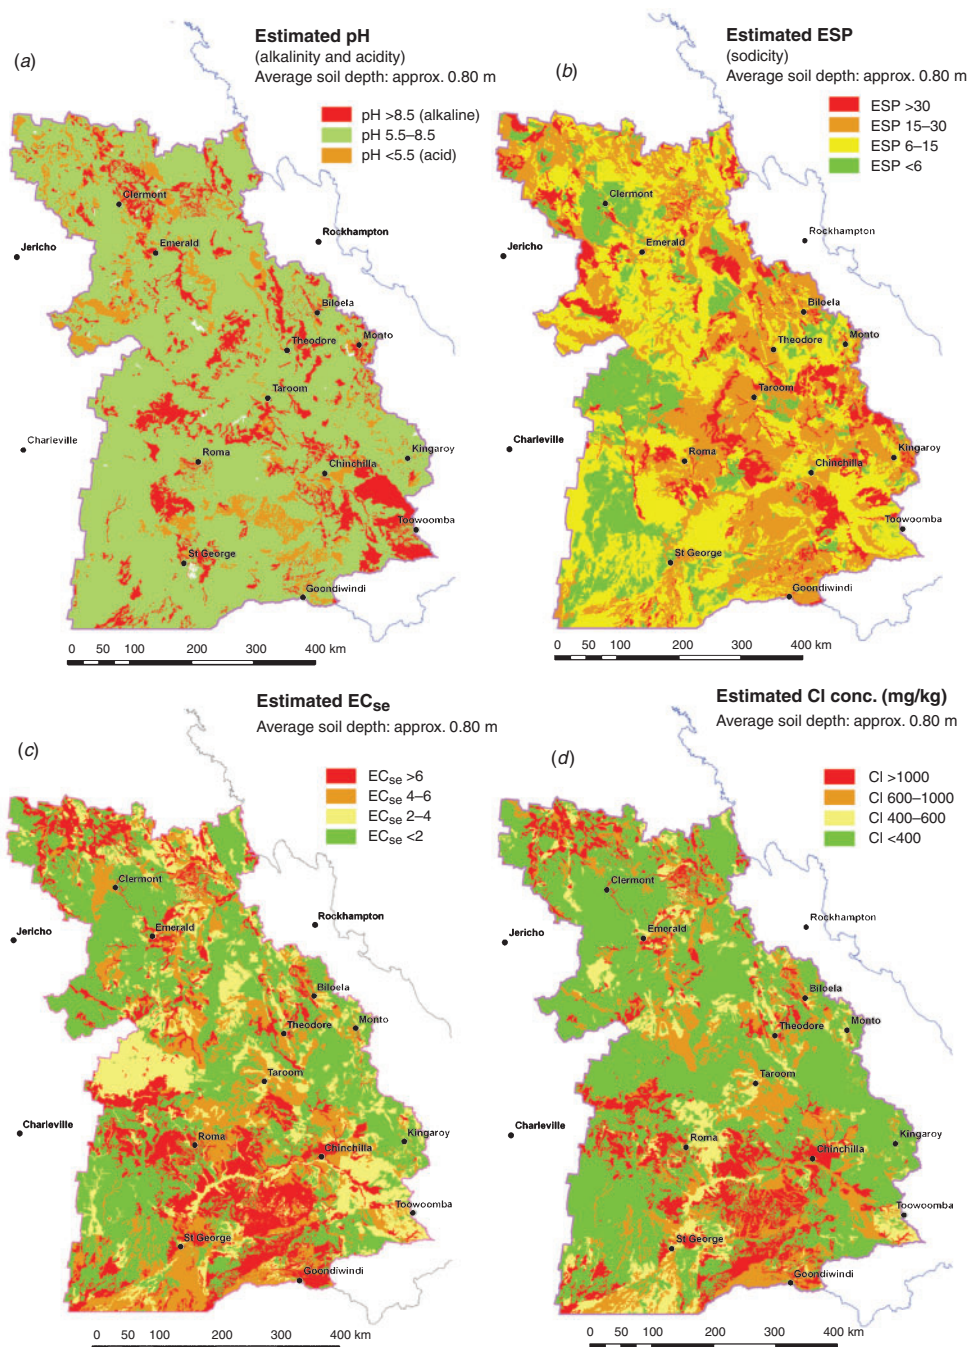 (a)
Estimated pH
(alkalinity and acidity)
Average soil depth: approx. 0.80 m
pH >8.5 (alkaline)
pH 5.5–8.5
pH <5.5 (acid)
Clermont
Rockhampton
Jericho
Emerald
Biloela
Monto
Theodore
Taroom
Charleville
Roma
Kingaroy
Chinchilla
Toowoomba
St George
Goondiwindi
0 50 100 200 300 400 km
(b)
Estimated ESP
(sodicity)
Average soil depth: approx. 0.80 m
ESP >30
ESP 15–30
ESP 6–15
ESP <6
Clermont
Rockhampton
Jericho
Emerald
Biloela
Monto
Theodore
Taroom
Charleville
Roma
Kingaroy
Chinchilla
Toowoomba
St George
Goondiwindi
0 50 100 200 300 400 km
(c)
Estimated ECse
Average soil depth: approx. 0.80 m
ECse >6
ECse 4–6
ECse 2–4
ECse <2
Clermont
Rockhampton
Jericho
Emerald
Biloela
Monto
Theodore
Taroom
Charleville
Roma
Kingaroy
Chinchilla
Toowoomba
St George
Goondiwindi
0 50 100 200 300 400 km
(d)
Estimated Cl conc. (mg/kg)
Average soil depth: approx. 0.80 m
Cl >1000
Cl 600–1000
Cl 400–600
Cl <400
Clermont
Rockhampton
Jericho
Emerald
Biloela
Monto
Theodore
Taroom
Charleville
Roma
Kingaroy
Chinchilla
Toowoomba
St George
Goondiwindi
0 50 100 200 300 400 km